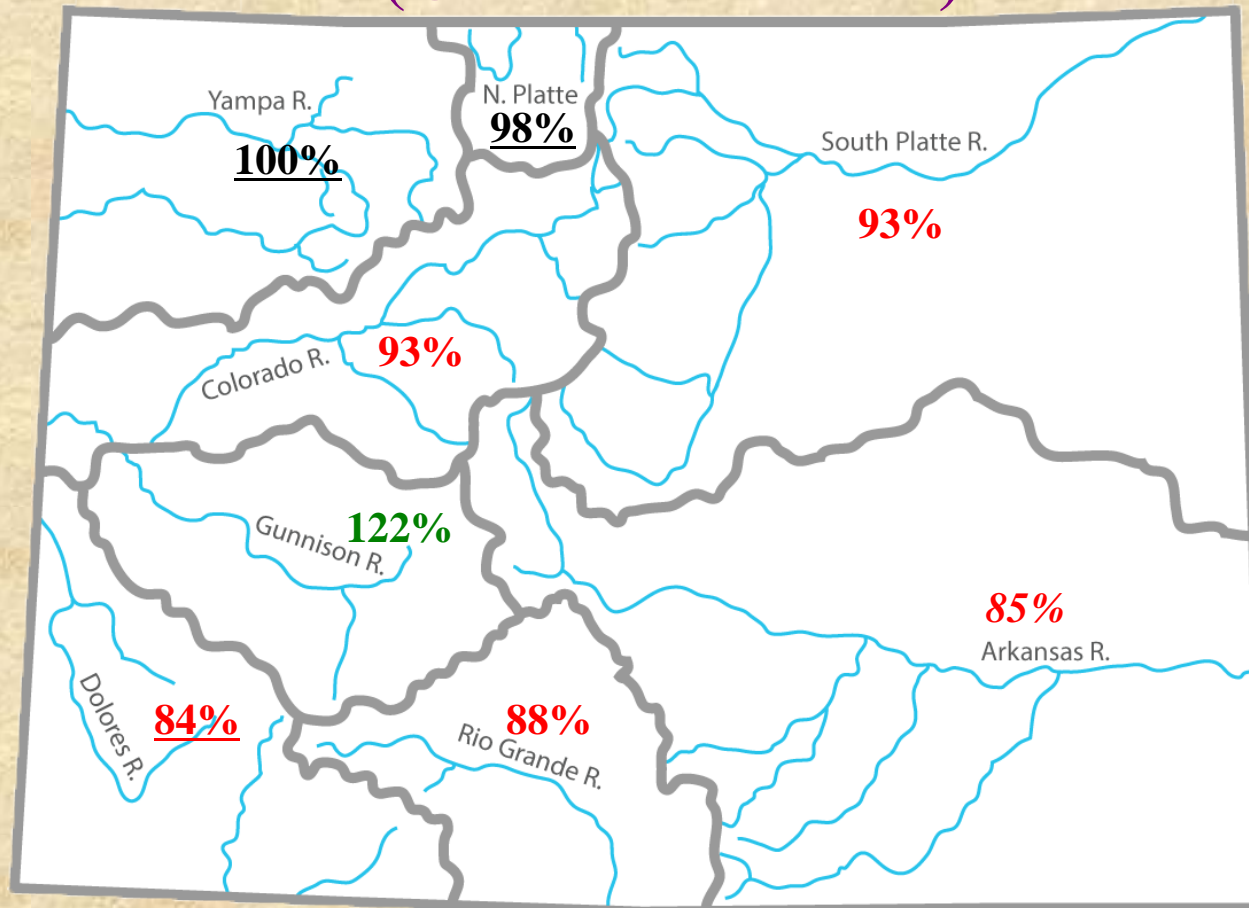 Yampa R.
100%
N. Platte
98%
South Platte R.
93%
Colorado R.
93%
Gunnison R.
122%
85%
Arkansas R.
Dolores R.
84%
88%
Rio Grande R.